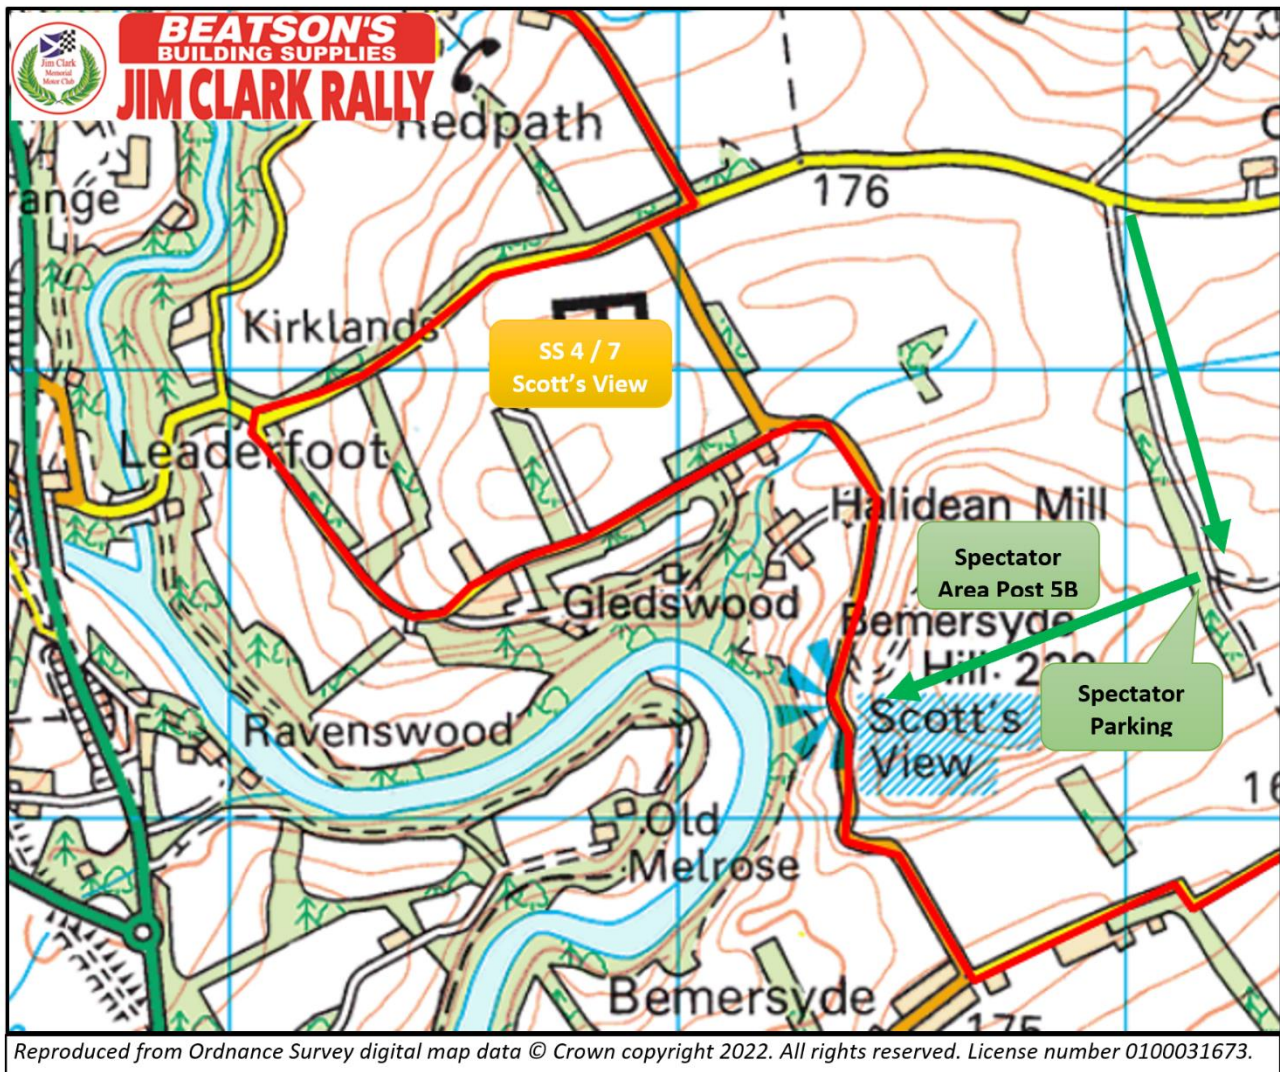 Jim Clark
Memorial
Motor Club
BEATSON'S
BUILDING SUPPLIES
JIM CLARK RALLY
Redpath
ange
176
C
Kirklands
SS 4 / 7
Scott's View
Leaderfoot
Halidean Mill
Spectator
Area Post 5B
Gledswood
Bemersyde
Hill· 229
Spectator
Parking
Scott's
View
Ravenswood
16
Old
Melrose
Bemersyde
175
Reproduced from Ordnance Survey digital map data © Crown copyright 2022. All rights reserved. License number 0100031673.